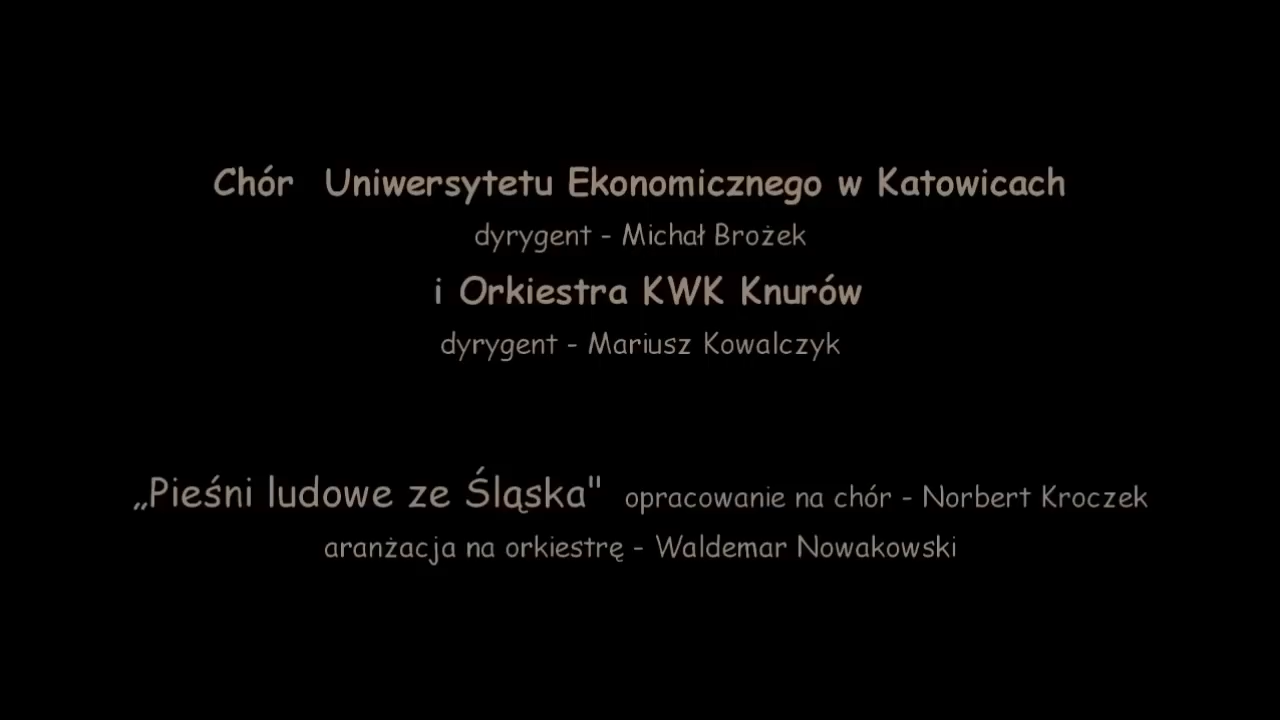 Chór Uniwersytetu Ekonomicznego w Katowicach
dyrygent - Michał Brożek
i Orkiestra KWK Knurów
dyrygent - Mariusz Kowalczyk
„Pieśni ludowe ze Śląska" opracowanie na chór - Norbert Kroczek
aranżacja na orkiestrę - Waldemar Nowakowski